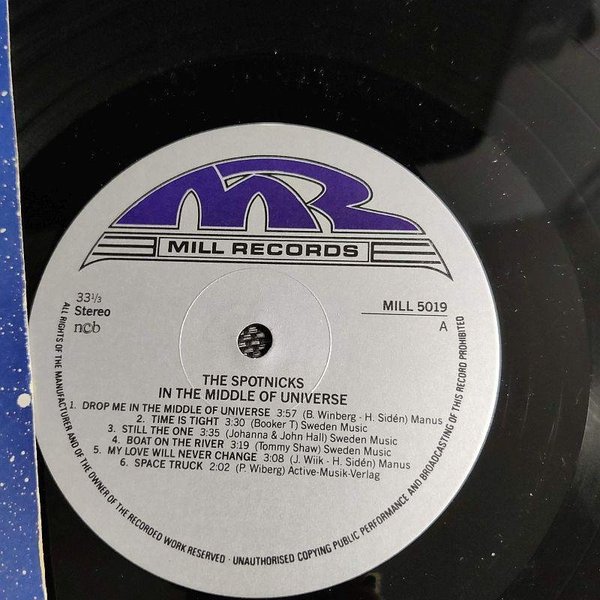 MR
MILL RECORDS
33 1/3
Stereo
ncb
MILL 5019
A
THE SPOTNICKS
IN THE MIDDLE OF UNIVERSE
1. DROP ME IN THE MIDDLE OF UNIVERSE 3:57 (B. Winberg - H. Sidén) Manus
2. TIME IS TIGHT 3:30 (Booker T) Sweden Music
3. STILL THE ONE 3:35 (Johanna & John Hall) Sweden Music
4. BOAT ON THE RIVER 3:19 (Tommy Shaw) Sweden Music
5. MY LOVE WILL NEVER CHANGE 3:08 (J. Wiik - H. Sidén) Manus
6. SPACE TRUCK 2:02 (P. Wiberg) Active-Musik-Verlag
ALL RIGHTS OF THE MANUFACTURER AND OF THE OWNER OF THE RECORDED WORK RESERVED · UNAUTHORISED COPYING PUBLIC PERFORMANCE AND BROADCASTING OF THIS RECORD PROHIBITED